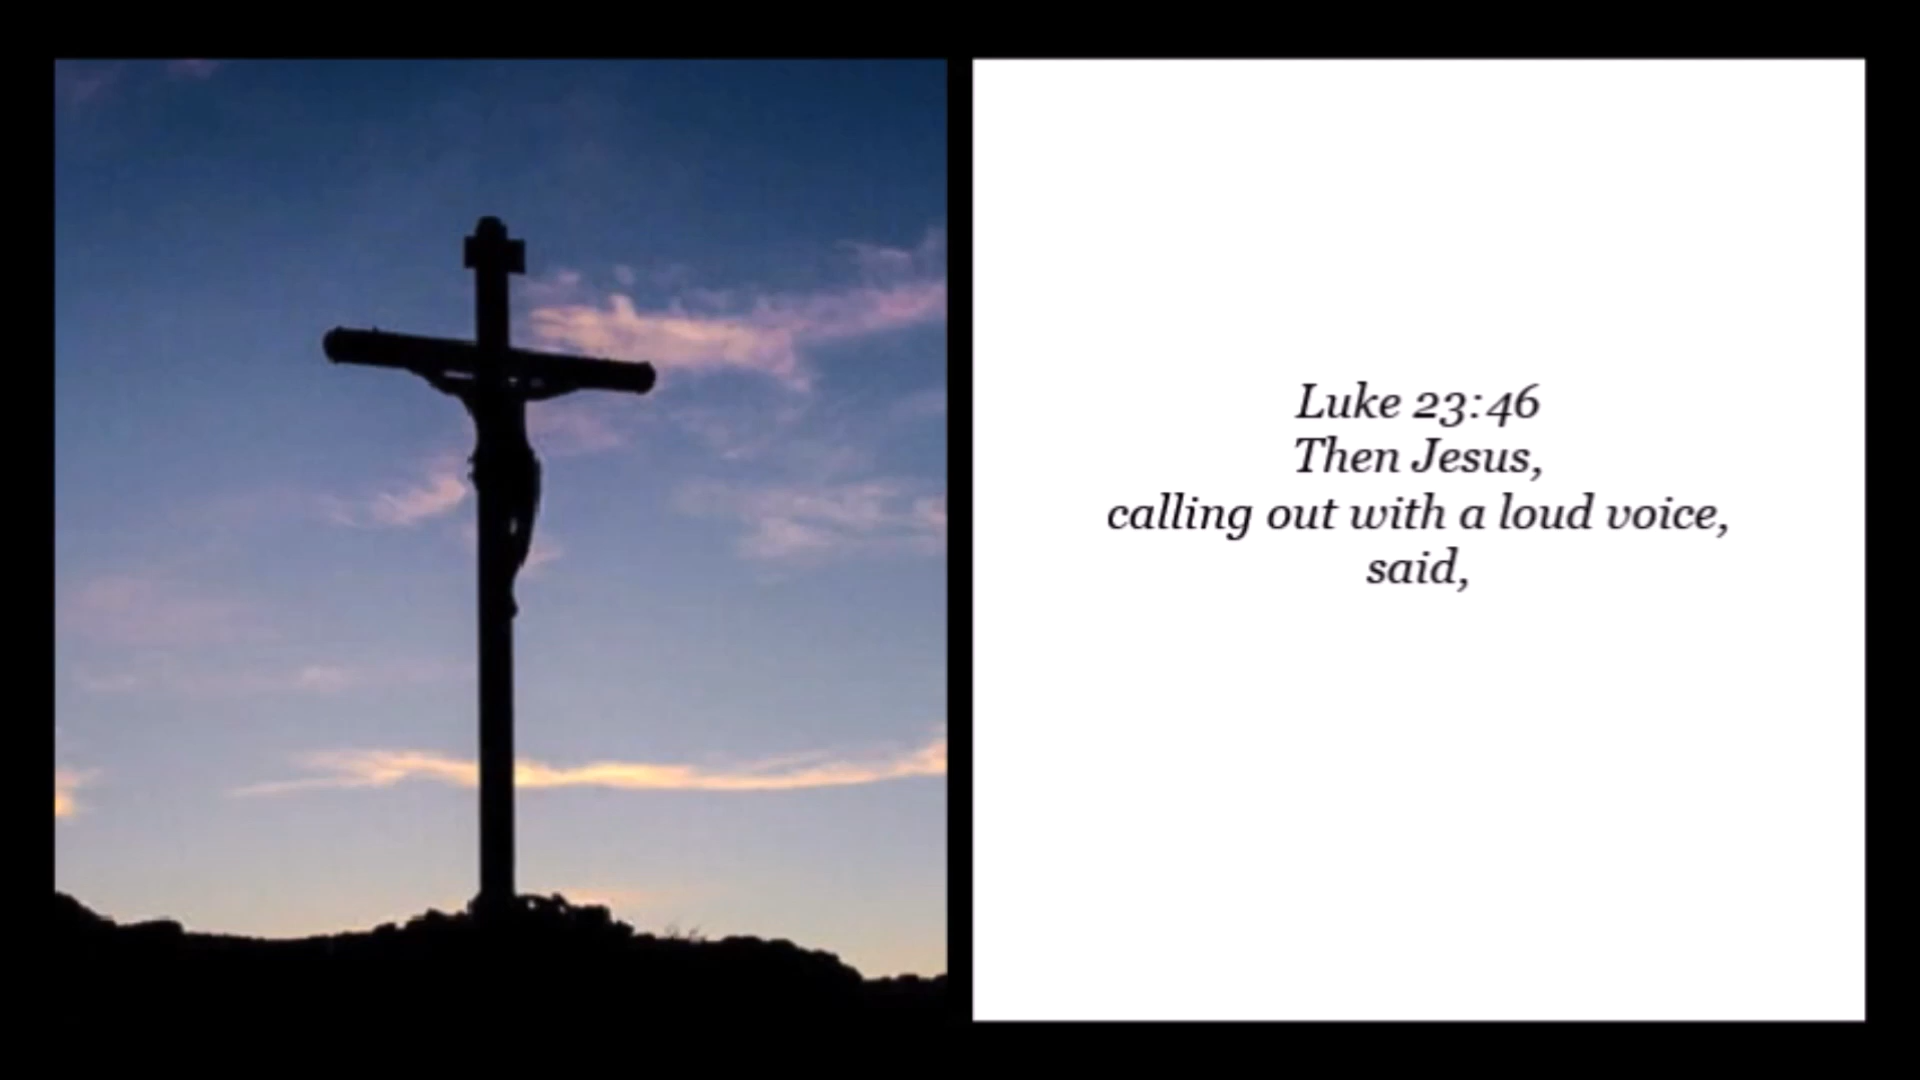 Luke 23:46
Then Jesus,
calling out with a loud voice,
said,